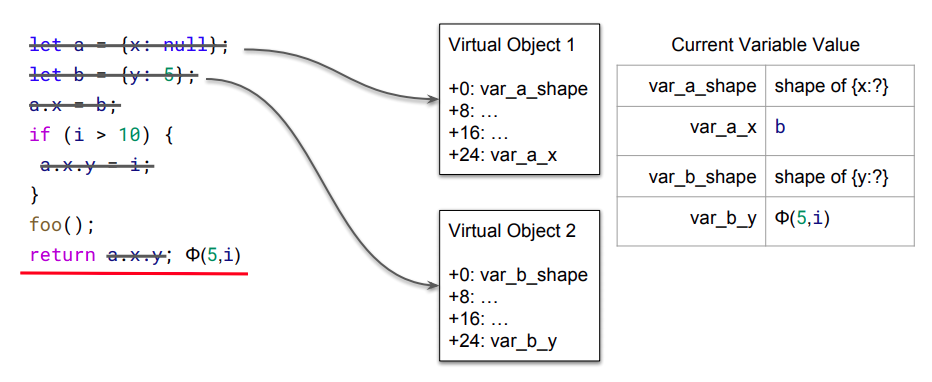 let a = {x: null};
let b = {y: 5};
a.x = b;
if (i > 10) {
a.x.y = i;
}
foo();
return a.x.y; Φ(5,i)
Virtual Object 1
+0: var_a_shape
+8: …
+16: …
+24: var_a_x
Virtual Object 2
+0: var_b_shape
+8: …
+16: …
+24: var_b_y
Current Variable Value
var_a_shape shape of {x:?}
var_a_x b
var_b_shape shape of {y:?}
var_b_y Φ(5,i)